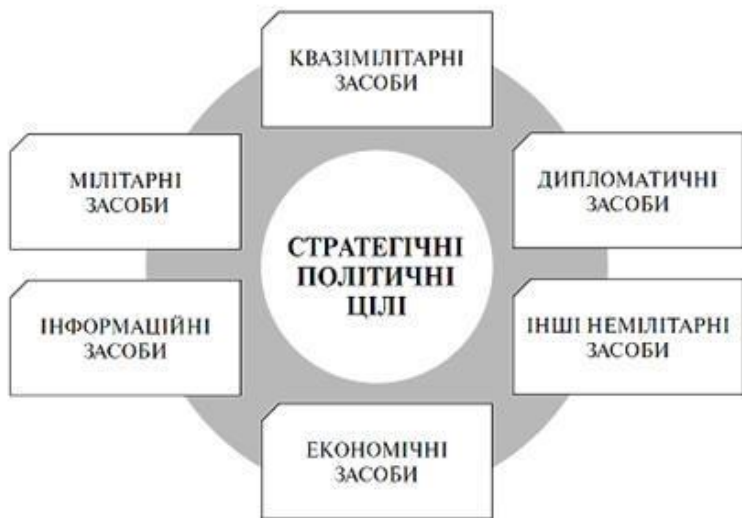 КВАЗІМІЛІТАРНІ
ЗАСОБИ
МІЛІТАРНІ
ЗАСОБИ
ДИПЛОМАТИЧНІ
ЗАСОБИ
СТРАТЕГІЧНІ
ПОЛІТИЧНІ
ЦІЛІ
ІНФОРМАЦІЙНІ
ЗАСОБИ
ІНШІ НЕМІЛІТАРНІ
ЗАСОБИ
ЕКОНОМІЧНІ
ЗАСОБИ